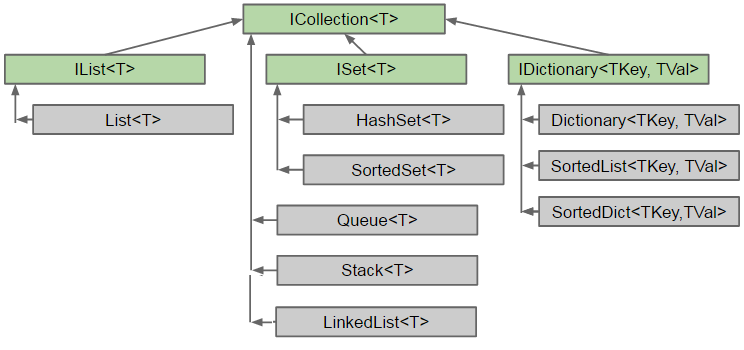 ICollection<T>
IList<T>
ISet<T>
IDictionary<TKey, TVal>
List<T>
HashSet<T>
Dictionary<TKey, TVal>
SortedSet<T>
SortedList<TKey, TVal>
Queue<T>
SortedDict<TKey,TVal>
Stack<T>
LinkedList<T>